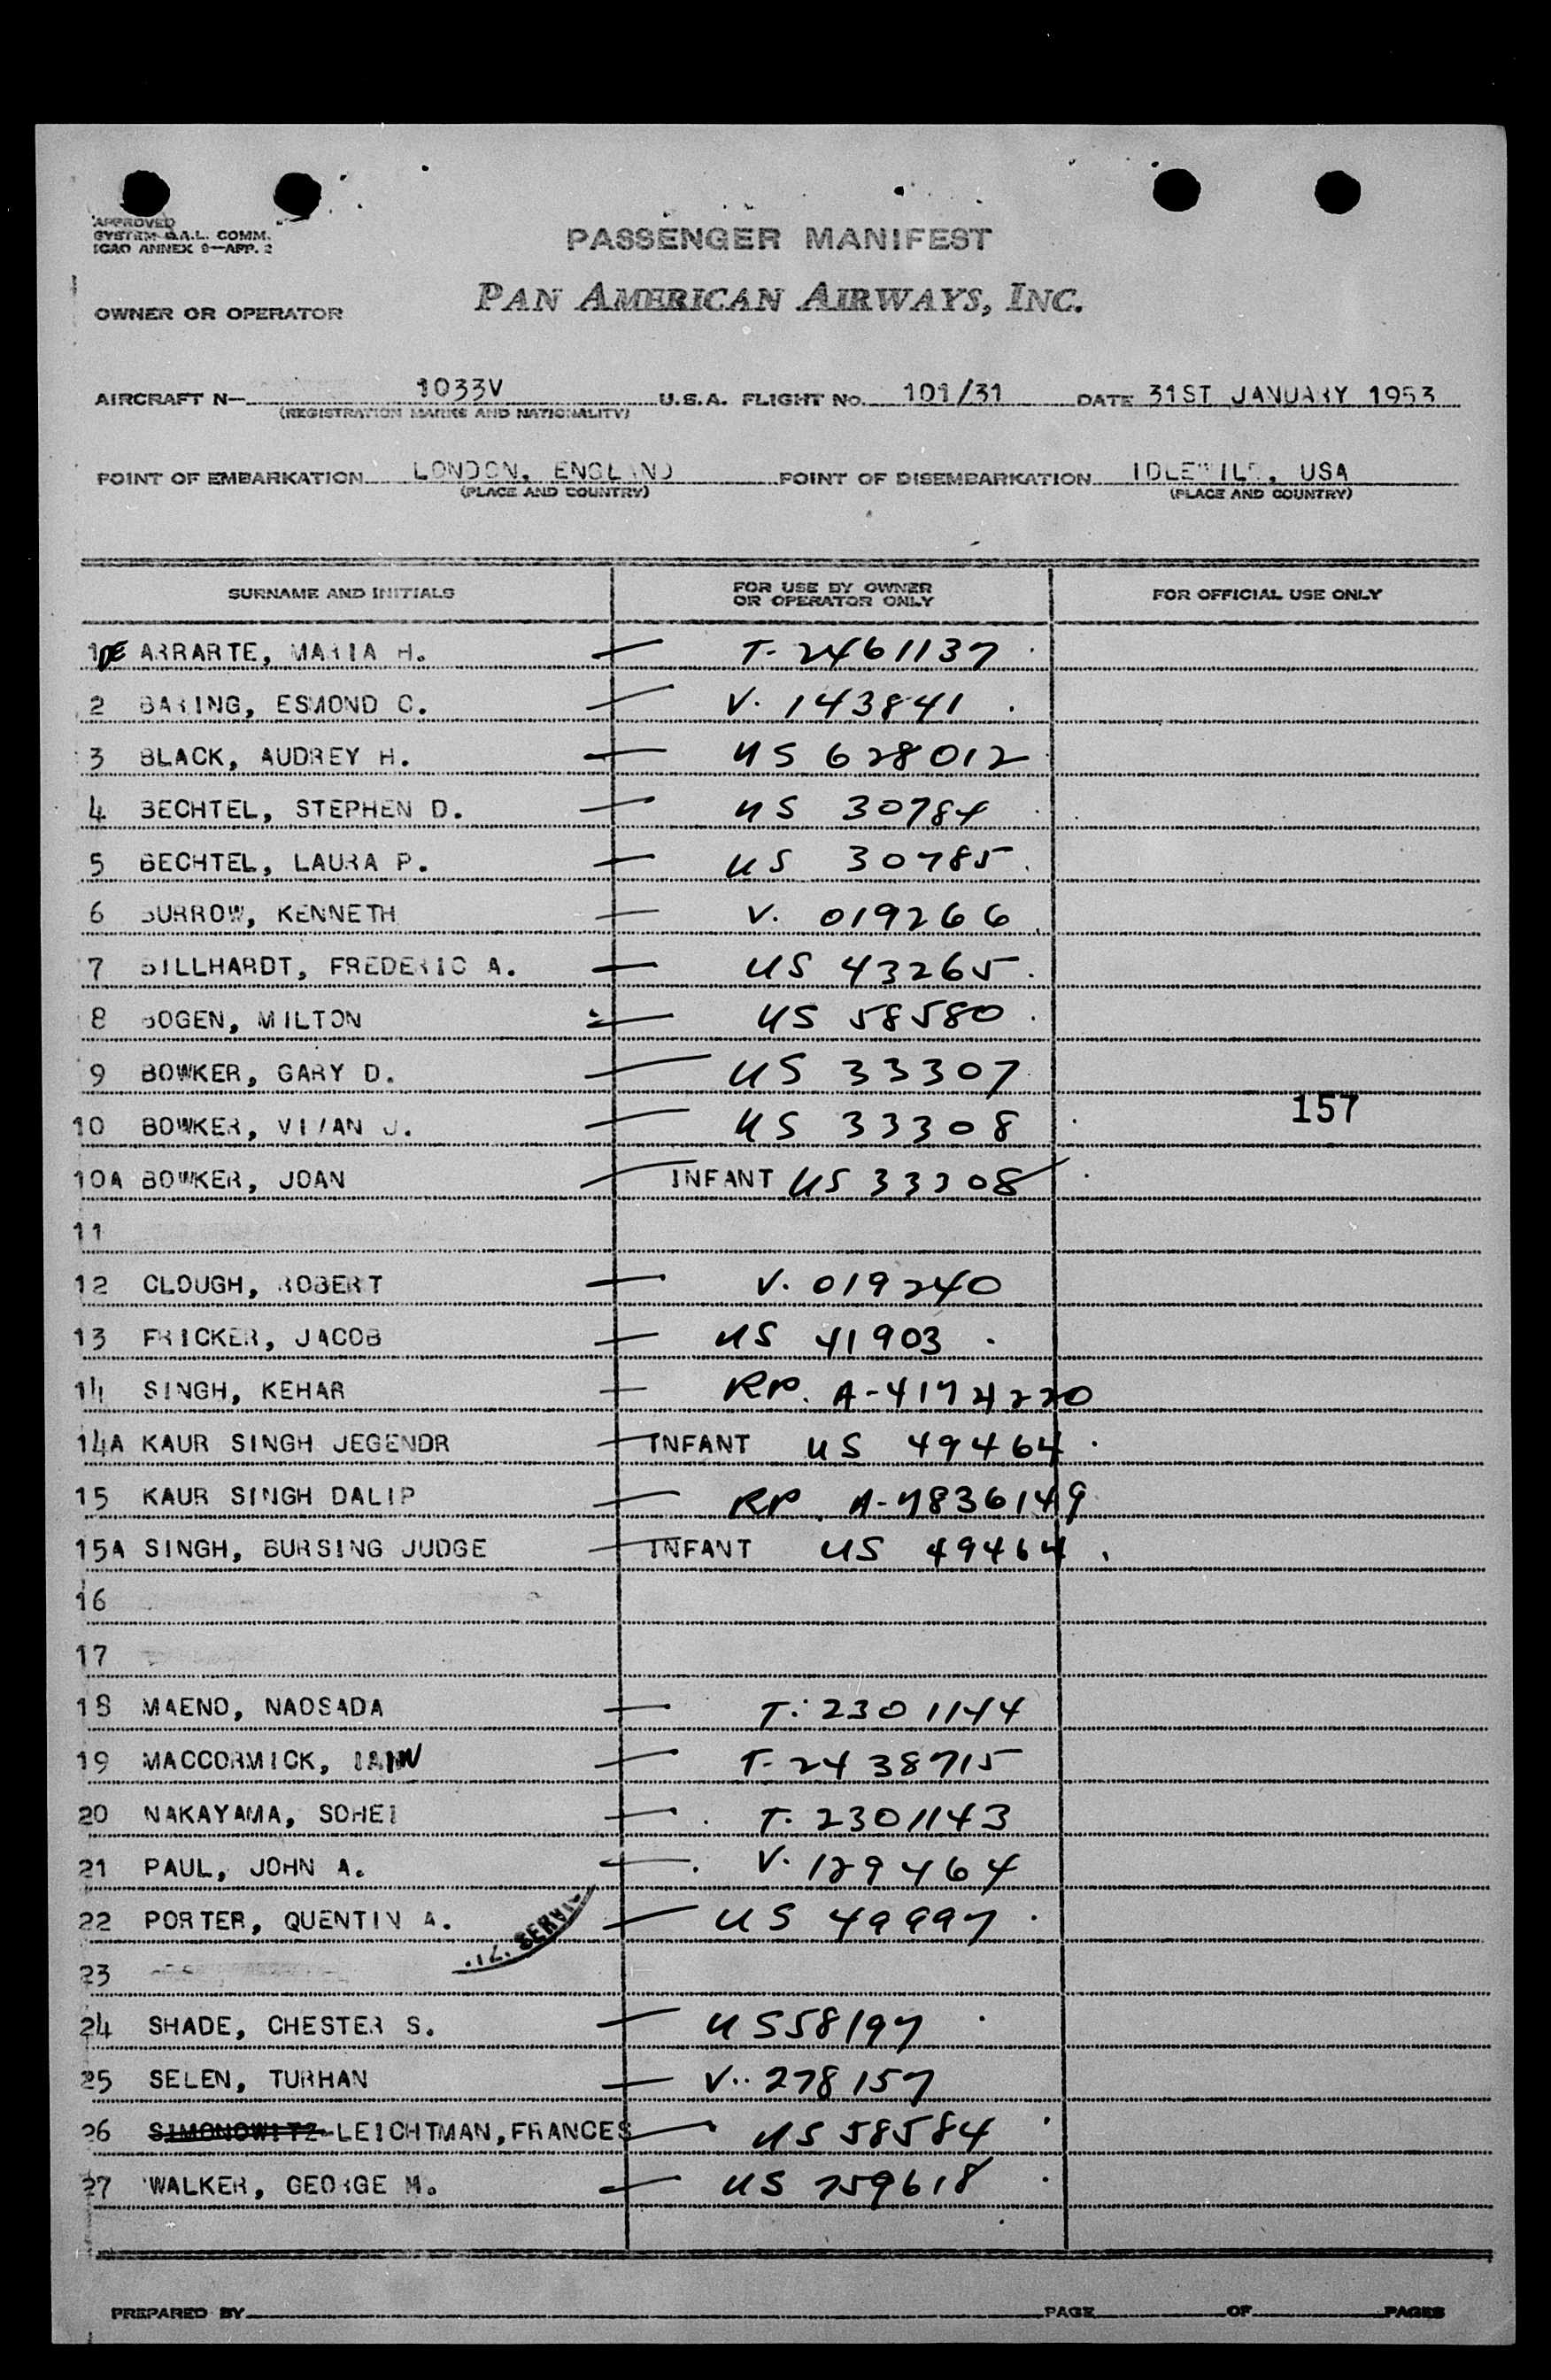 APPROVED
SYSTEM G.A.L. COMM.
ICAO ANNEX 9—APP. 2
PASSENGER MANIFEST
OWNER OR OPERATOR PAN AMERICAN AIRWAYS, INC.
AIRCRAFT N— 1033V U.S.A. FLIGHT NO. 101/31 DATE 31ST JANUARY 1953
(REGISTRATION MARKS AND NATIONALITY)
POINT OF EMBARKATION LONDON, ENGLAND POINT OF DISEMBARKATION IDLEWILD, USA
(PLACE AND COUNTRY) (PLACE AND COUNTRY)
SURNAME AND INITIALS FOR USE BY OWNER OR OPERATOR ONLY FOR OFFICIAL USE ONLY
1 DE ARRARTE, MARIA H. — T- 2461137
2 BARING, ESMOND C. — V. 143841
3 BLACK, AUDREY H. — US 628012
4 BECHTEL, STEPHEN D. — US 30784
5 BECHTEL, LAURA P. — US 30785
6 BURROW, KENNETH — V. 019266
7 BILLHARDT, FREDERIC A. — US 43265
8 BOGEN, MILTON — US 58580
9 BOWKER, GARY D. — US 33307
10 BOWKER, VIVAN J. — US 33308 157
10A BOWKER, JOAN — INFANT US 33308
11
12 CLOUGH, ROBERT — V. 019240
13 FRICKER, JACOB — US 41903
14 SINGH, KEHAR — RP. A-4174220
14A KAUR SINGH JEGENDR — INFANT US 49464
15 KAUR SINGH DALIP — RP A-7836149
15A SINGH, BURSING JUDGE — INFANT US 49464
16
17
18 MAENO, NAOSADA — T. 2301144
19 MACCORMICK, IAIN — T- 2438715
20 NAKAYAMA, SOHEI — T. 2301143
21 PAUL, JOHN A. — V. 129464
22 PORTER, QUENTIN A. — US 49997
23
24 SHADE, CHESTER S. — US58197
25 SELEN, TURHAN — V.. 278157
26 SIMONOWITZ-LEICHTMAN, FRANCES — US 58584
27 WALKER, GEORGE M. — US 759618
PREPARED BY PAGE OF PAGES